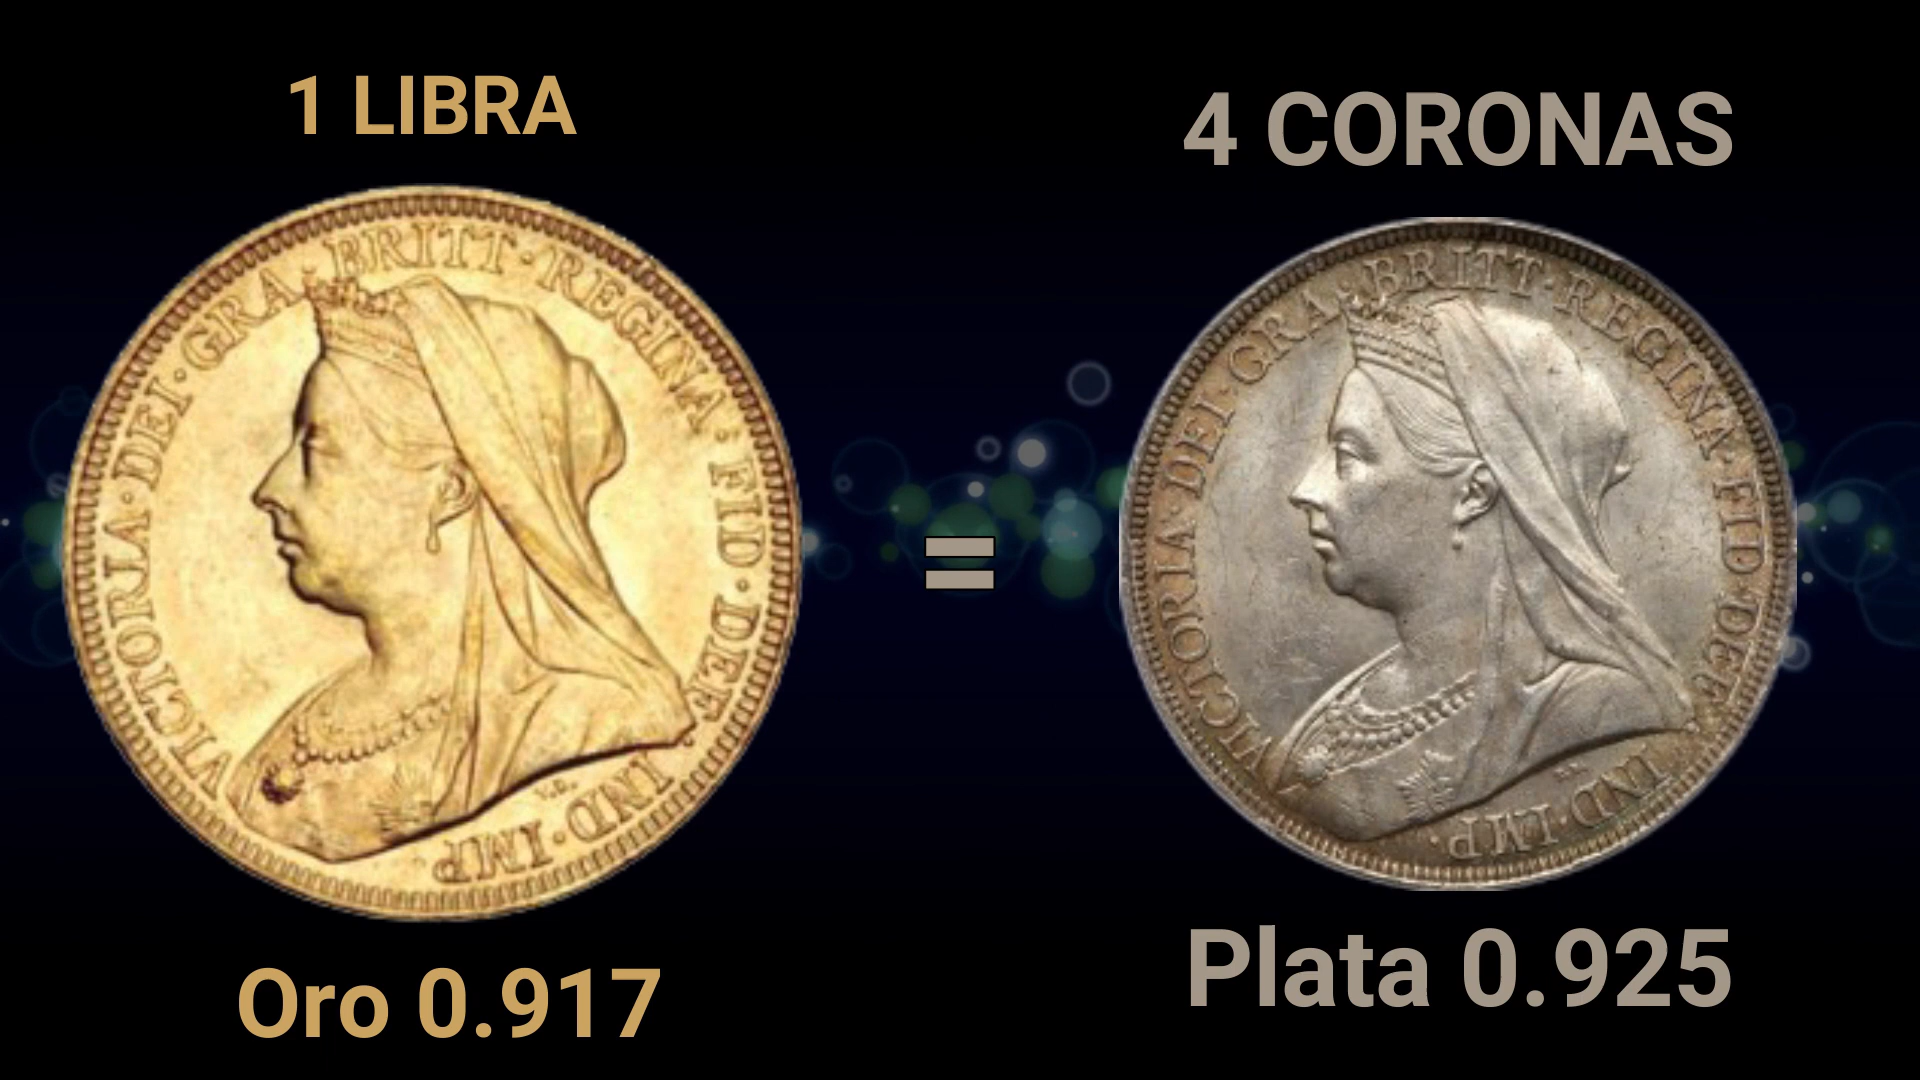 1 LIBRA
4 CORONAS
VICTORIA·DEI·GRA·BRITT·REGINA·FID·DEF·IND·IMP·
=
VICTORIA·DEI·GRA·BRITT·REGINA·FID·DEF·IND·IMP·
Oro 0.917
Plata 0.925